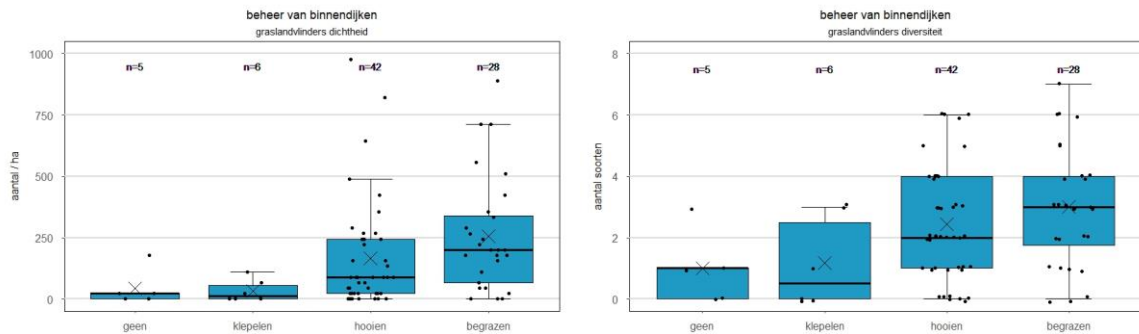 beheer van binnendijken
graslandvlinders dichtheid
1000
750
500
250
0
aantal / ha
n=5
n=6
n=42
n=28
geen
klepelen
hooien
begrazen
beheer van binnendijken
graslandvlinders diversiteit
8
6
4
2
0
aantal soorten
n=5
n=6
n=42
n=28
geen
klepelen
hooien
begrazen